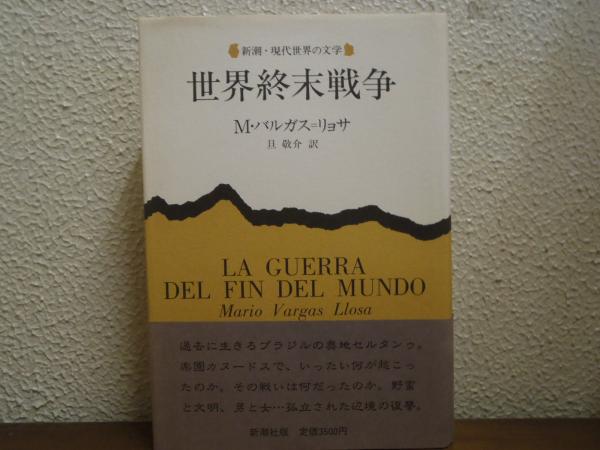 新潮・現代世界の文学
世界終末戦争
M・バルガス=リョサ
旦 敬介 訳
LA GUERRA
DEL FIN DEL MUNDO
Mario Vargas Llosa
過去に生きるブラジルの奥地セルタンゥ。
楽園カヌードスで、いったい何が起こっ
たのか。その戦いは何だったのか。野蛮
と文明、男と女…孤立された辺境の復讐。
新潮社版 定価3500円